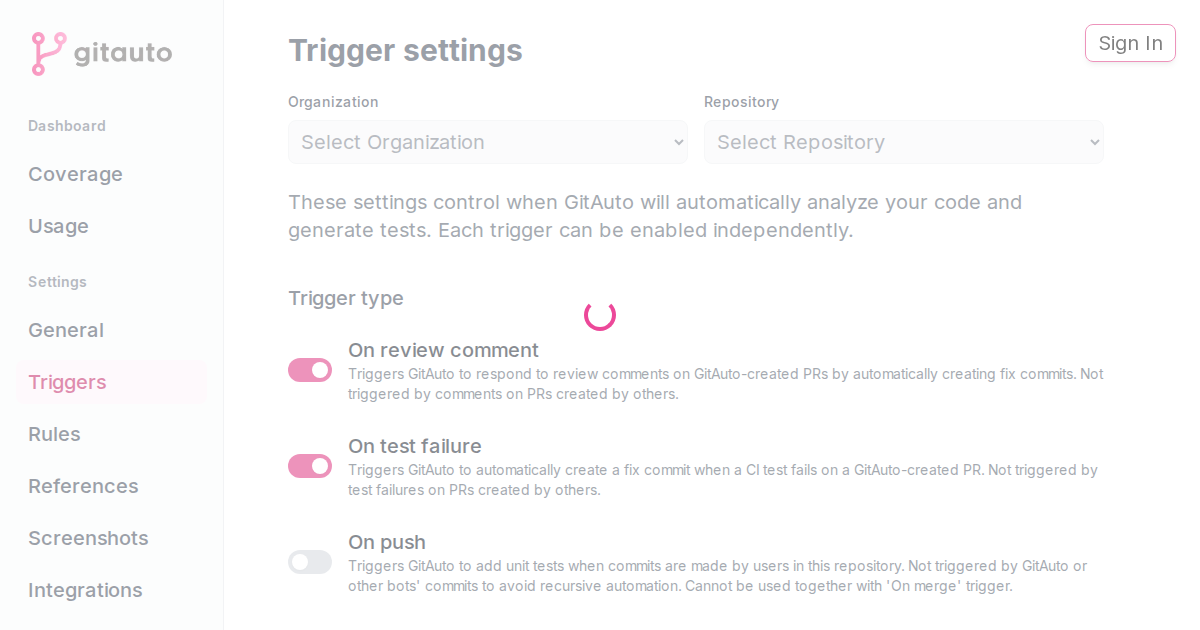 gitauto
Dashboard
Coverage
Usage
Settings
General
Triggers
Rules
References
Screenshots
Integrations
Sign In
Trigger settings
Organization
Select Organization
Repository
Select Repository
These settings control when GitAuto will automatically analyze your code and
generate tests. Each trigger can be enabled independently.
Trigger type
On review comment
Triggers GitAuto to respond to review comments on GitAuto-created PRs by automatically creating fix commits. Not
triggered by comments on PRs created by others.
On test failure
Triggers GitAuto to automatically create a fix commit when a CI test fails on a GitAuto-created PR. Not triggered by
test failures on PRs created by others.
On push
Triggers GitAuto to add unit tests when commits are made by users in this repository. Not triggered by GitAuto or
other bots' commits to avoid recursive automation. Cannot be used together with 'On merge' trigger.